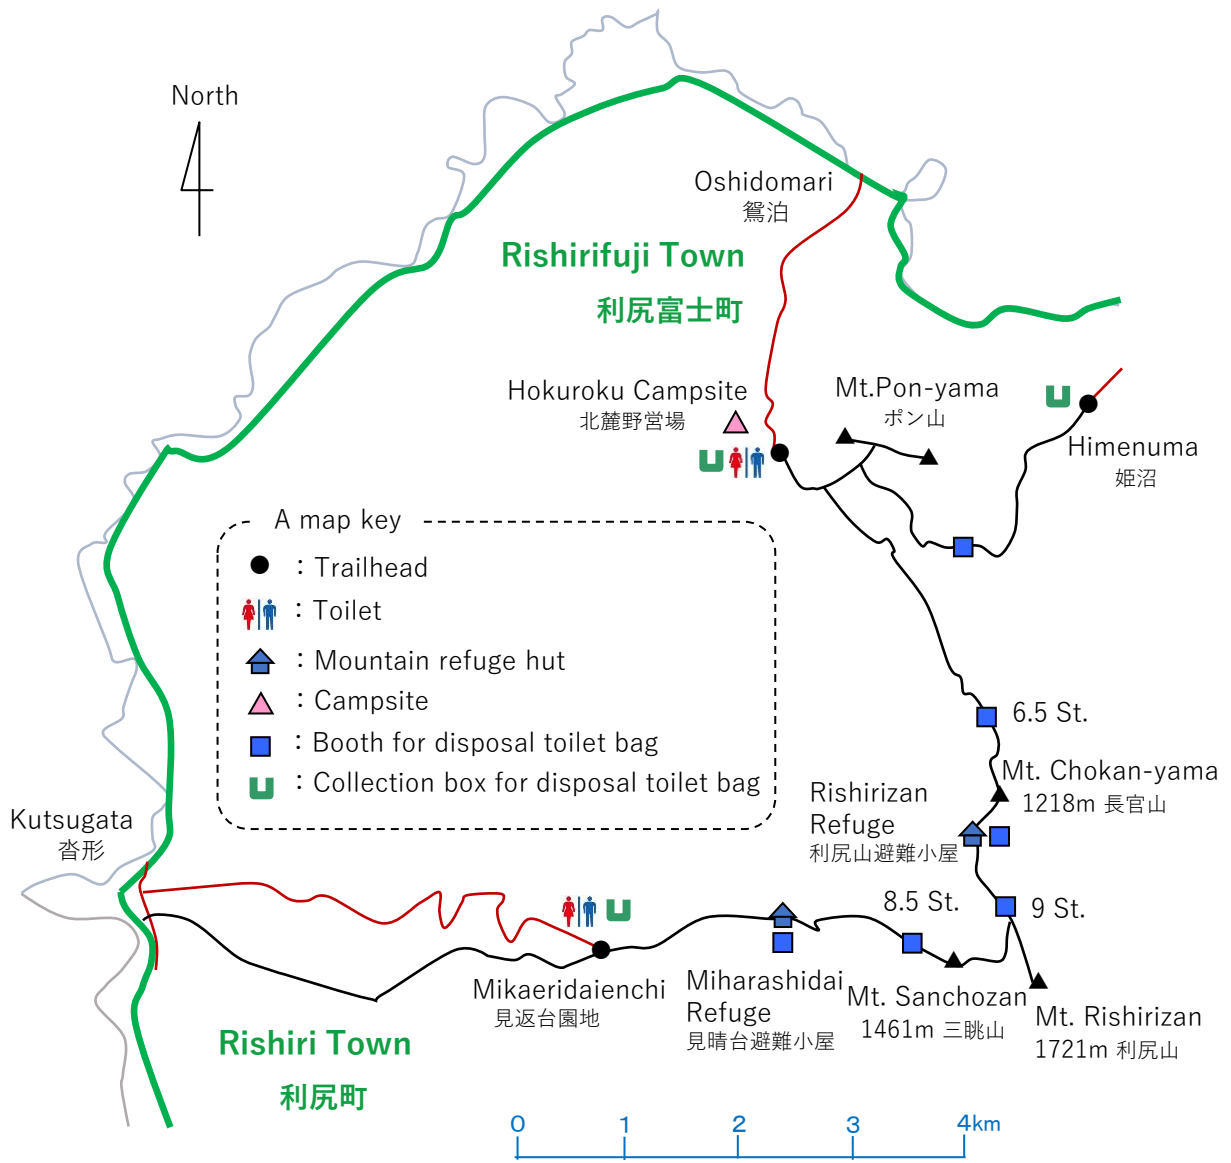 North
Oshidomari
鴛泊
Rishirifuji Town
利尻富士町
Hokuroku Campsite
北麓野営場
Mt.Pon-yama
ポン山
Himenuma
姫沼
A map key
：Trailhead
：Toilet
：Mountain refuge hut
：Campsite
：Booth for disposal toilet bag
：Collection box for disposal toilet bag
6.5 St.
Mt. Chokan-yama
1218m 長官山
Rishirizan
Refuge
利尻山避難小屋
Kutsugata
沓形
8.5 St.
9 St.
Mikaeridaienchi
見返台園地
Miharashidai
Refuge
見晴台避難小屋
Mt. Sanchozan
1461m 三眺山
Mt. Rishirizan
1721m 利尻山
Rishiri Town
利尻町
0 1 2 3 4km